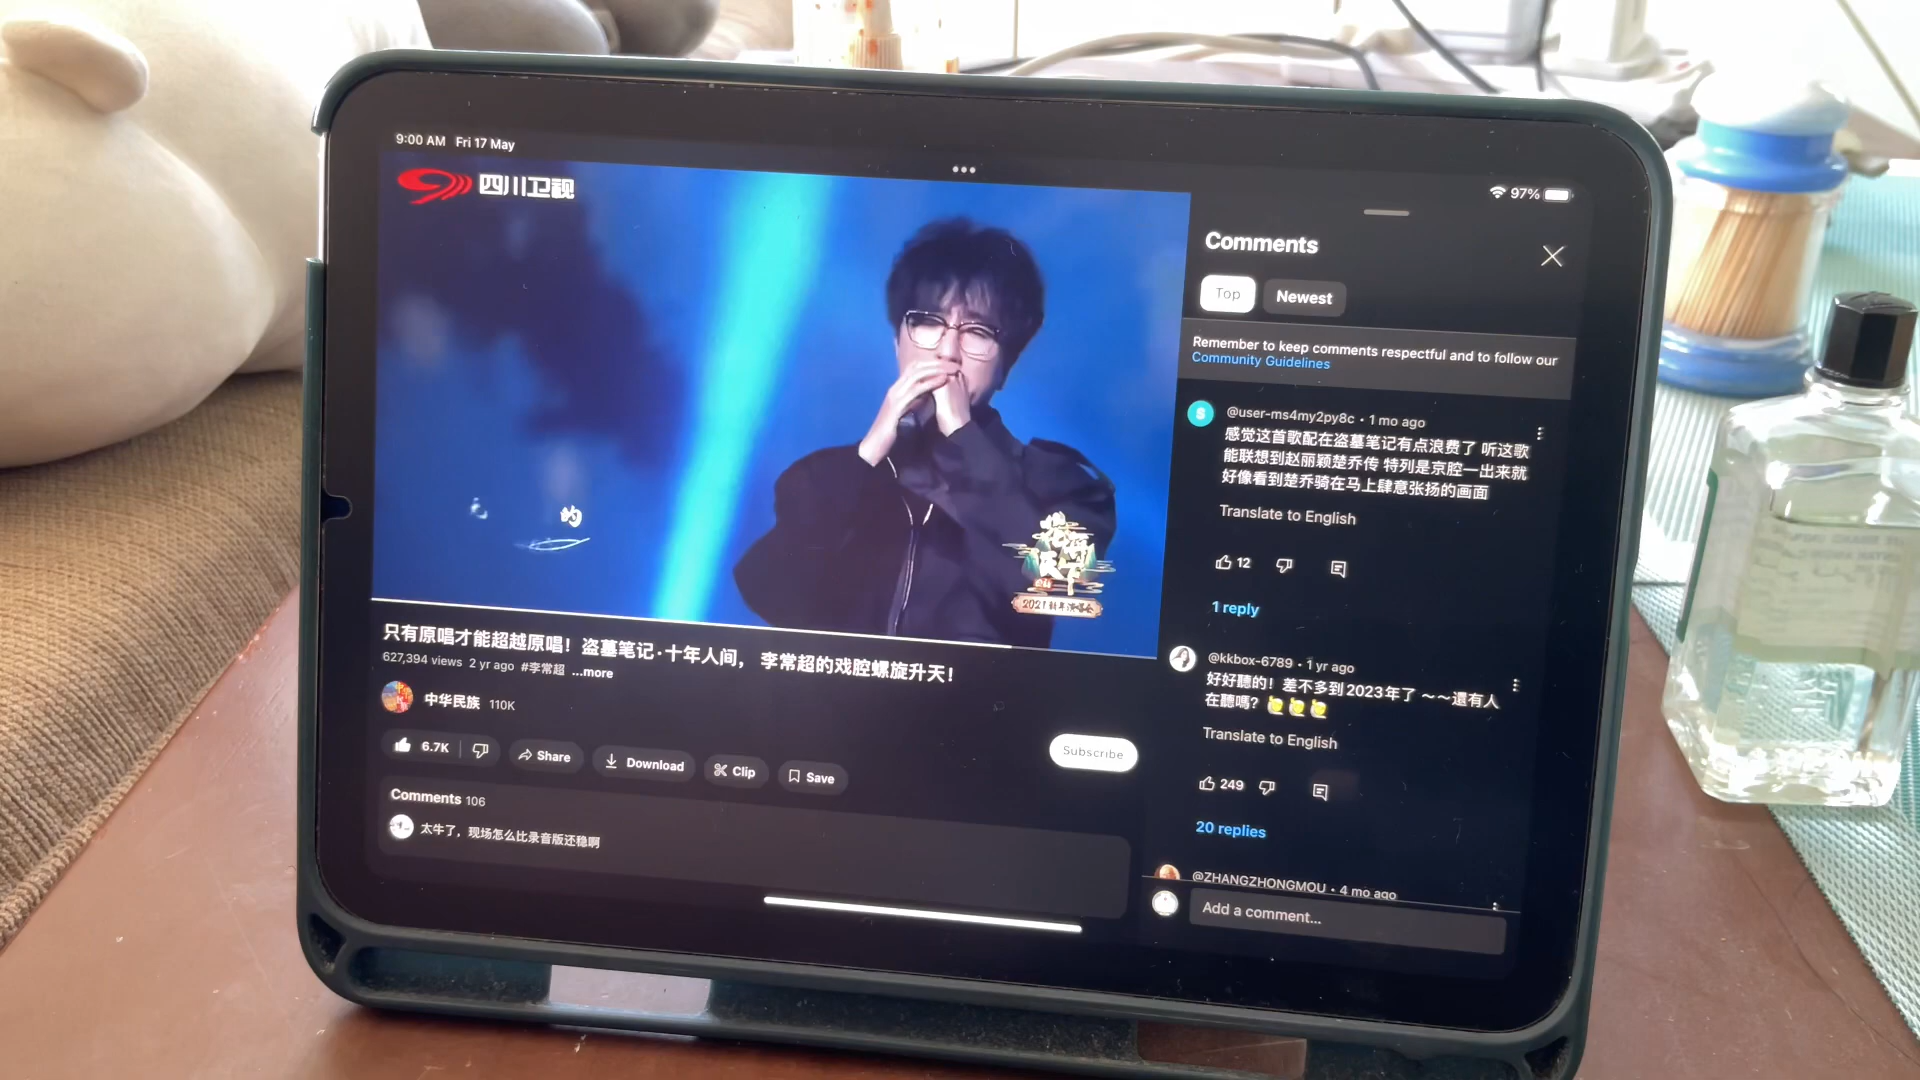 9:00 AM Fri 17 May
97%
四川卫视
的
2021新年演唱会
只有原唱才能超越原唱！盗墓笔记·十年人间， 李常超的戏腔螺旋升天！
627,394 views 2 yr ago #李常超 ...more
中华民族 110K
Subscribe
6.7K
Share
Download
Clip
Save
Comments 106
太牛了，现场怎么比录音版还稳啊
Comments
Top
Newest
Remember to keep comments respectful and to follow our
Community Guidelines
S
@user-ms4my2py8c · 1 mo ago
感觉这首歌配在盗墓笔记有点浪费了 听这歌
能联想到赵丽颖楚乔传 特列是京腔一出来就
好像看到楚乔骑在马上肆意张扬的画面
Translate to English
12
1 reply
@kkbox-6789 · 1 yr ago
好好聽的！差不多到2023年了 ～～還有人
在聽嗎？
Translate to English
249
20 replies
@ZHANGZHONGMOU · 4 mo ago
Add a comment...